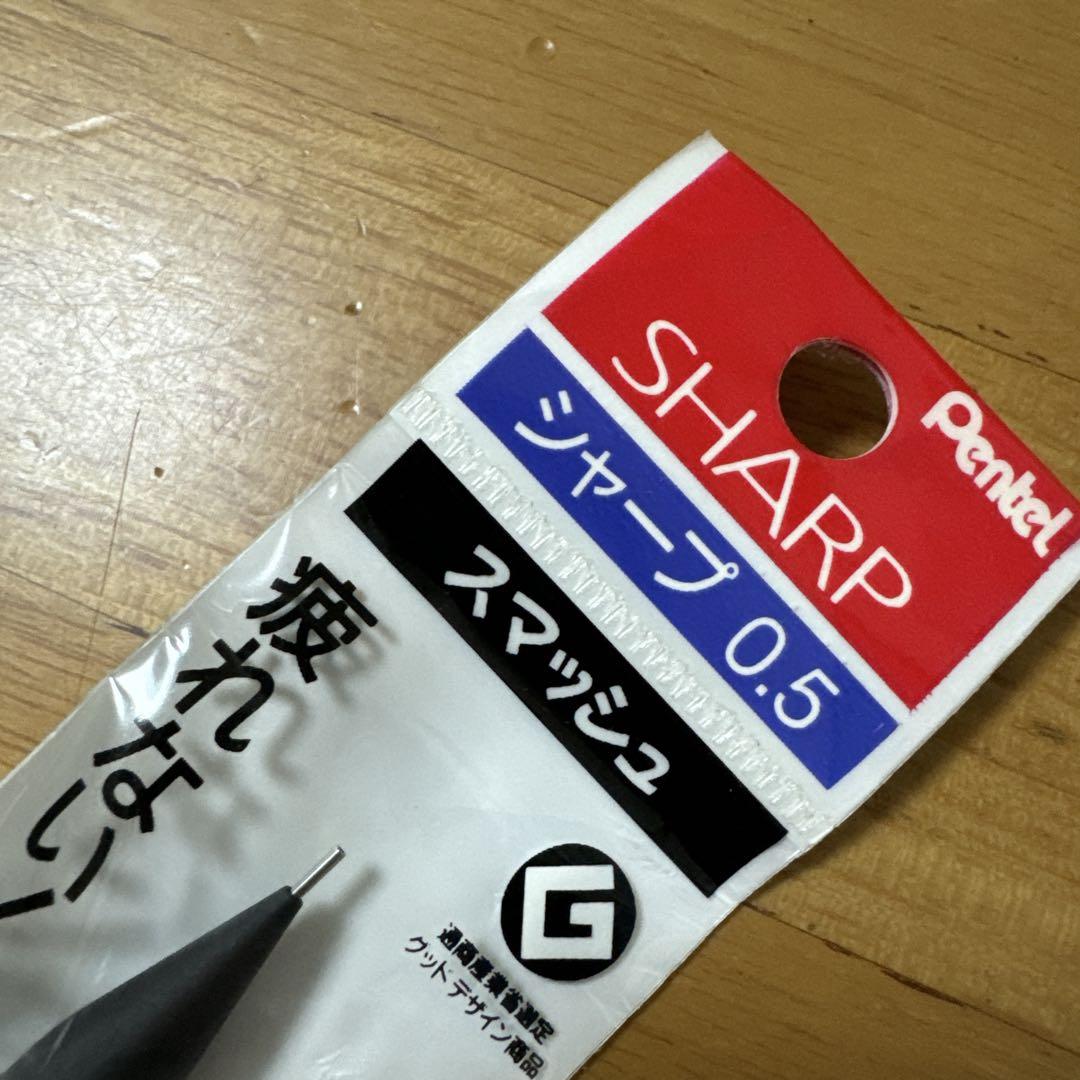 Pentel
SHARP
シャープ 0.5
スマッシュ
疲れない!
G
通商産業省選定
グッドデザイン商品